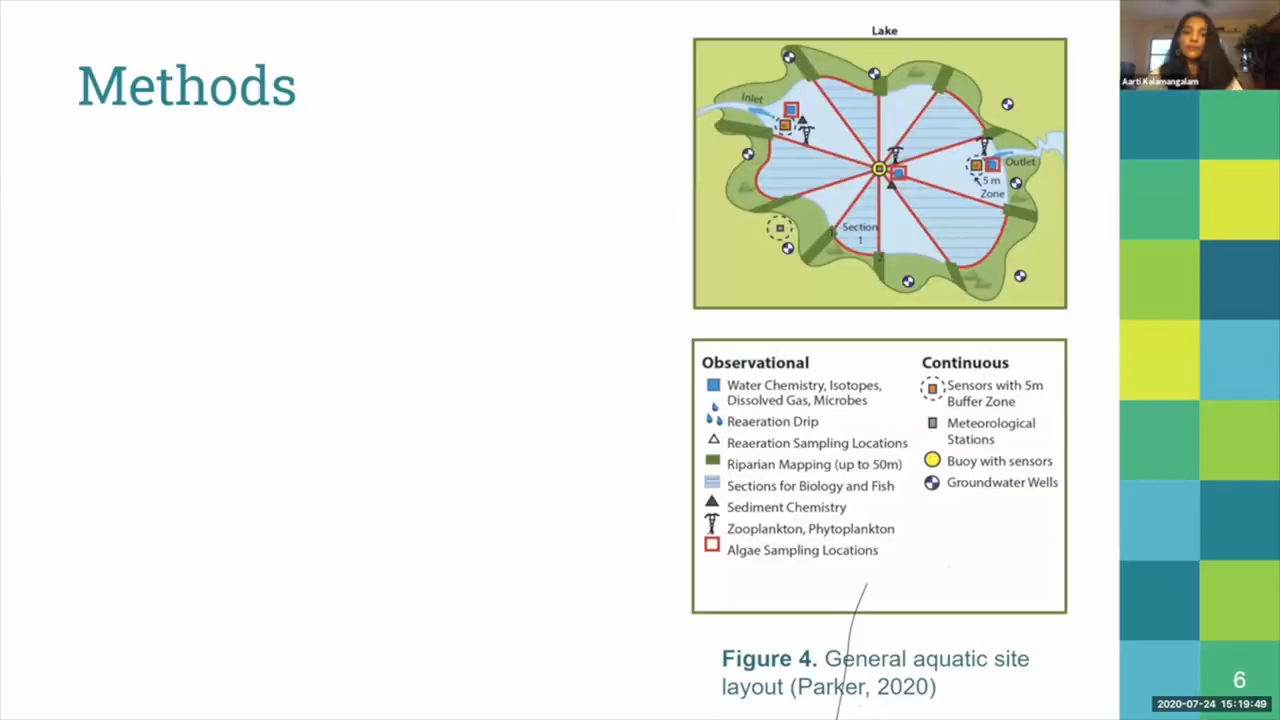 Methods
Lake
Inlet
Outlet
5 m
Zone
Section
1
Observational
Water Chemistry, Isotopes,
Dissolved Gas, Microbes
Reaeration Drip
Reaeration Sampling Locations
Riparian Mapping (up to 50m)
Sections for Biology and Fish
Sediment Chemistry
Zooplankton, Phytoplankton
Algae Sampling Locations
Continuous
Sensors with 5m
Buffer Zone
Meteorological
Stations
Buoy with sensors
Groundwater Wells
Figure 4. General aquatic site
layout (Parker, 2020)
Aarti Kalamangalam
6
2020-07-24 15:19:49